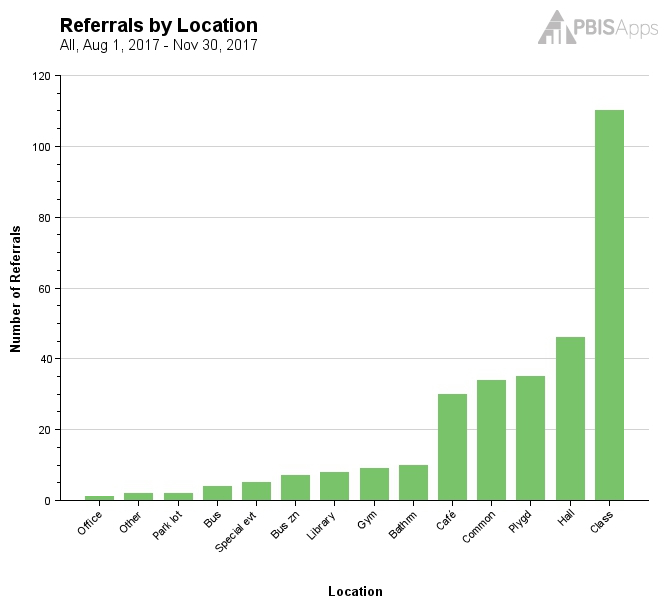 Referrals by Location
All, Aug 1, 2017 - Nov 30, 2017
PBISApps
120
100
80
60
40
20
0
Number of Referrals
Office
Other
Park lot
Bus
Special evt
Bus zn
Library
Gym
Bathrm
Café
Common
Plygd
Hall
Class
Location